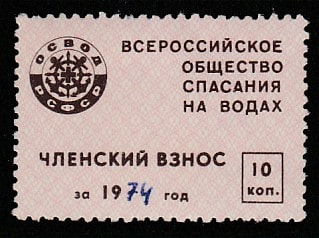 ОСВОД
РСФСР
ВСЕРОССИЙСКОЕ
ОБЩЕСТВО
СПАСАНИЯ
НА ВОДАХ
ЧЛЕНСКИЙ ВЗНОС
за 1974 год
10
коп.